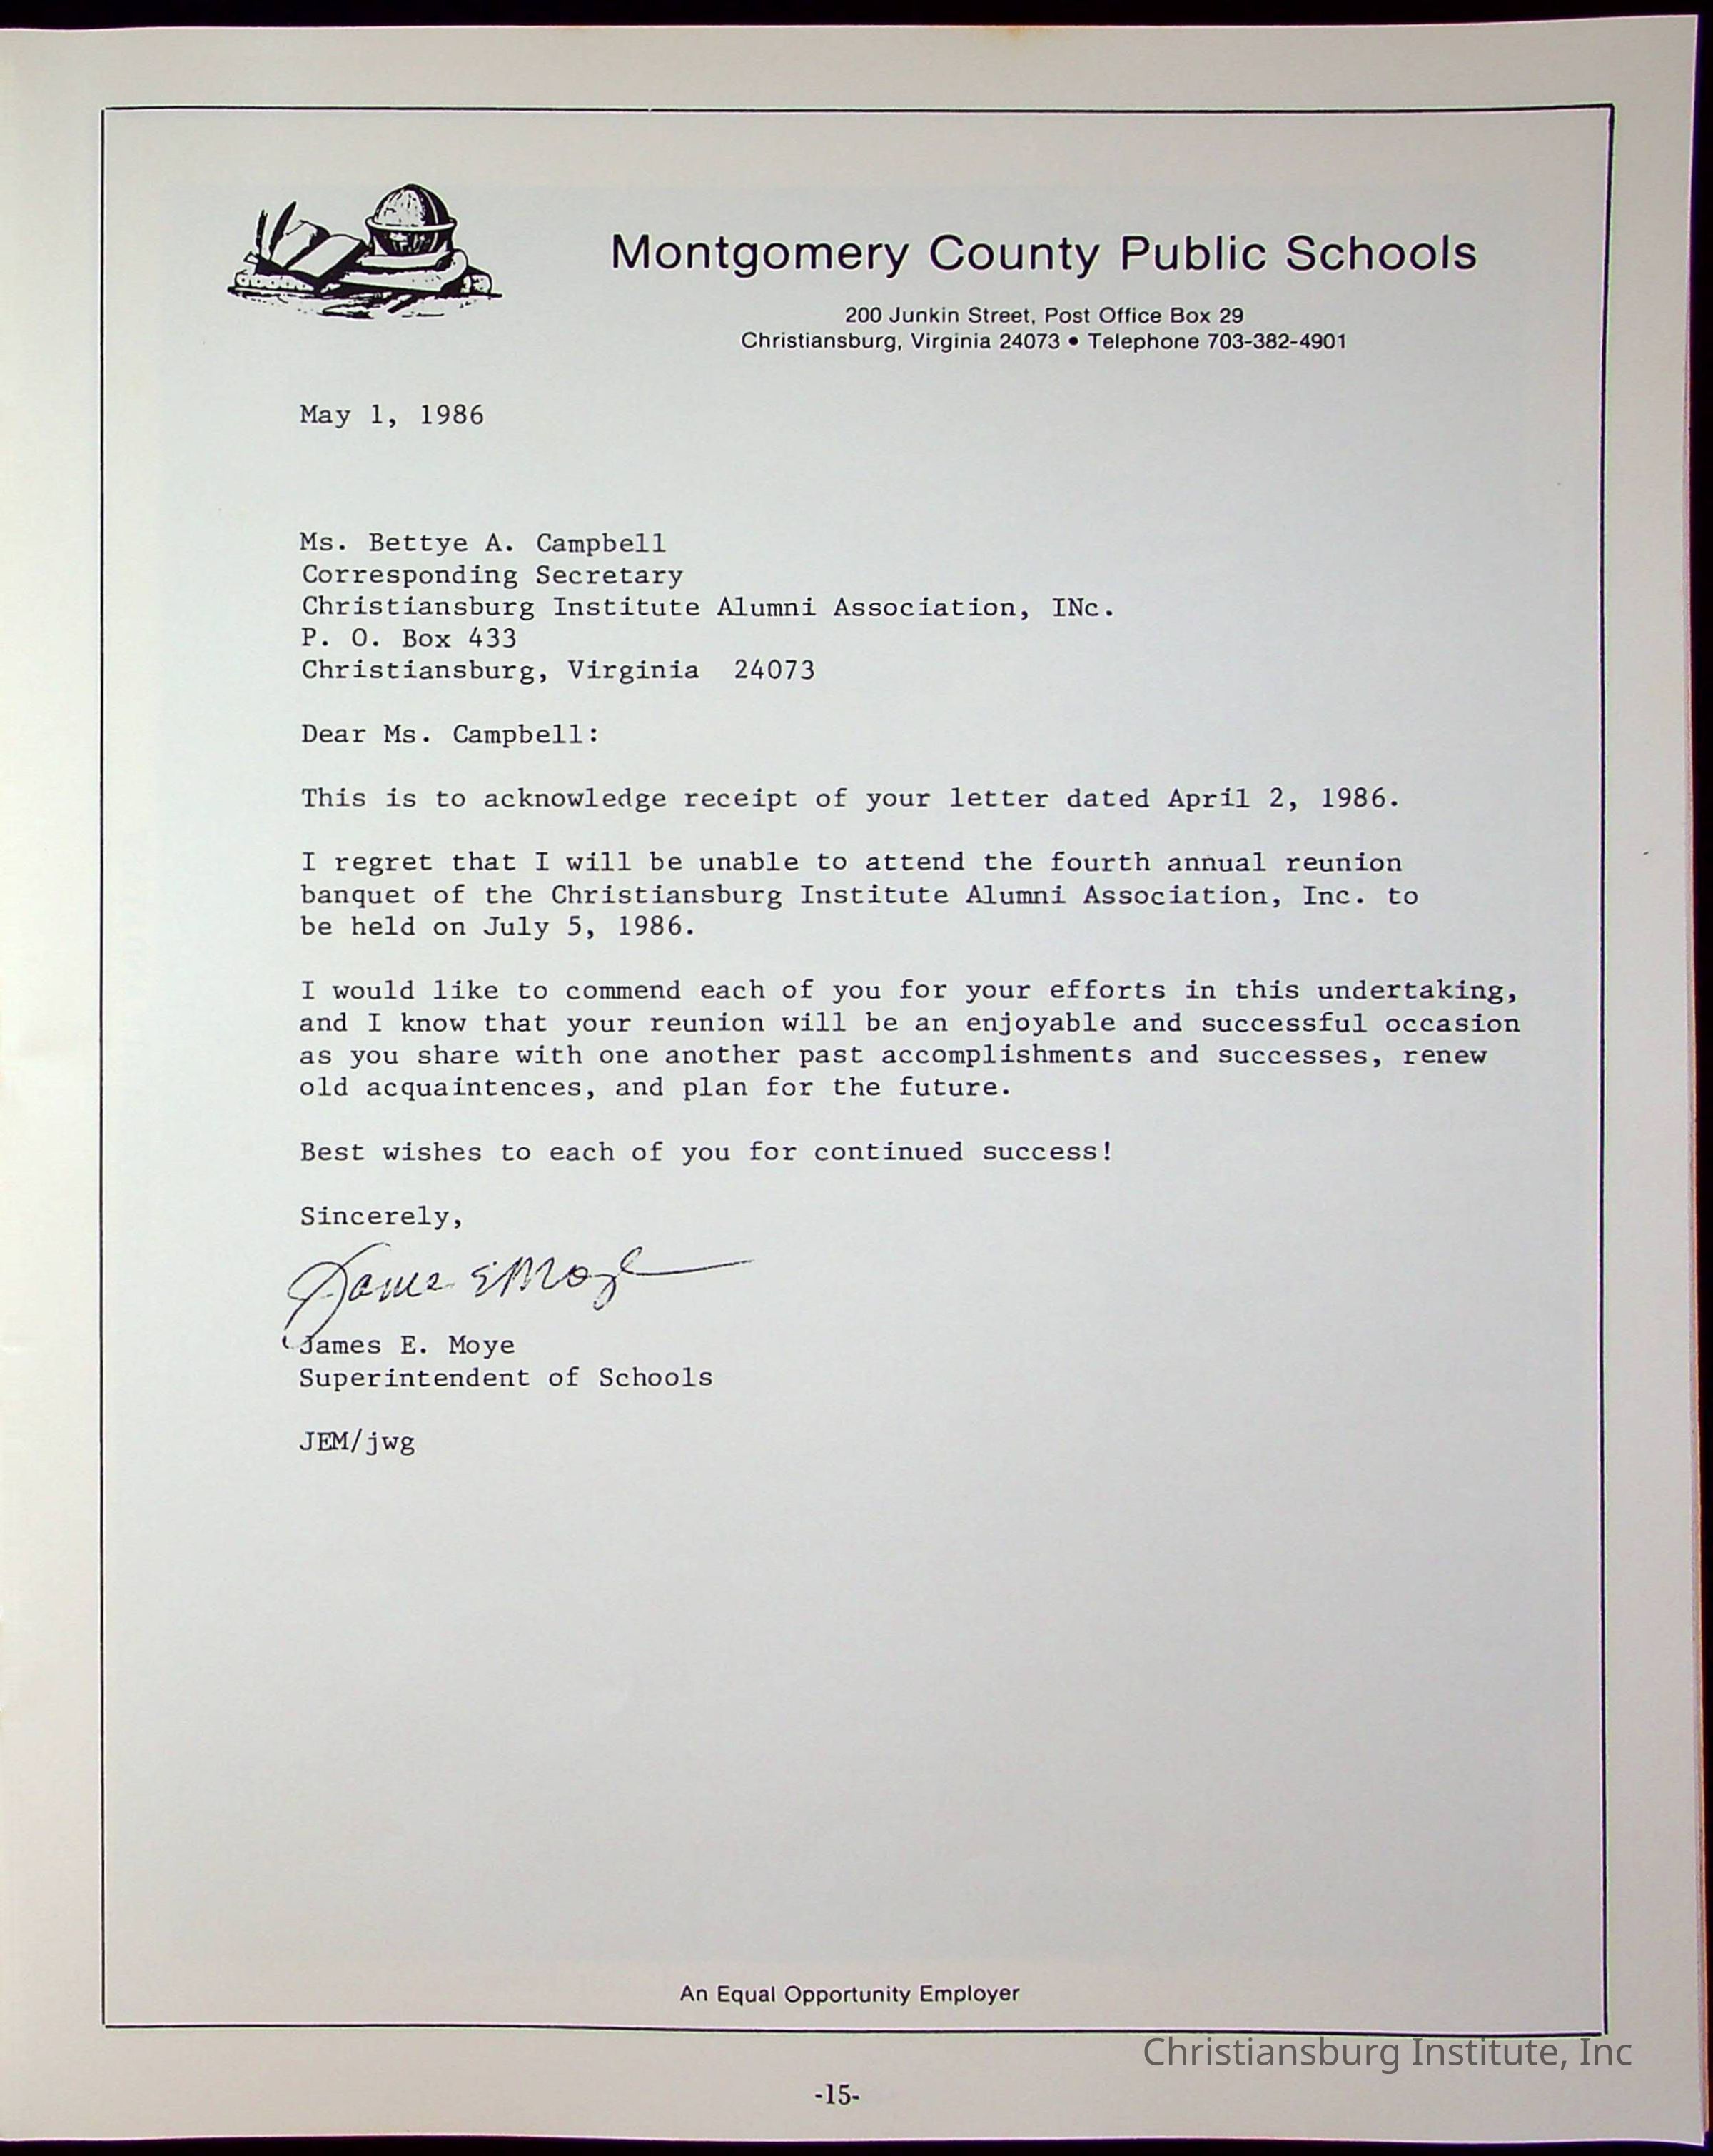 Montgomery County Public Schools
200 Junkin Street, Post Office Box 29
Christiansburg, Virginia 24073 • Telephone 703-382-4901
May 1, 1986
Ms. Bettye A. Campbell
Corresponding Secretary
Christiansburg Institute Alumni Association, INc.
P. O. Box 433
Christiansburg, Virginia  24073
Dear Ms. Campbell:
This is to acknowledge receipt of your letter dated April 2, 1986.
I regret that I will be unable to attend the fourth annual reunion
banquet of the Christiansburg Institute Alumni Association, Inc. to
be held on July 5, 1986.
I would like to commend each of you for your efforts in this undertaking,
and I know that your reunion will be an enjoyable and successful occasion
as you share with one another past accomplishments and successes, renew
old acquaintences, and plan for the future.
Best wishes to each of you for continued success!
Sincerely,
James E Moye
James E. Moye
Superintendent of Schools
JEM/jwg
An Equal Opportunity Employer
Christiansburg Institute, Inc
-15-